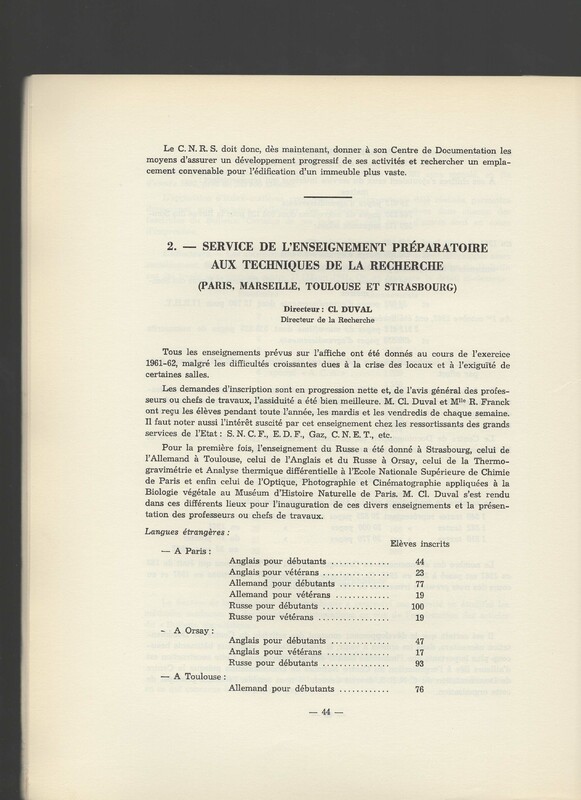 Le C. N. R. S. doit donc, dès maintenant, donner à son Centre de Documentation les
moyens d'assurer un développement progressif de ses activités et rechercher un empla-
cement convenable pour l'édification d'un immeuble plus vaste.
2. — SERVICE DE L'ENSEIGNEMENT PRÉPARATOIRE
AUX TECHNIQUES DE LA RECHERCHE
(PARIS, MARSEILLE, TOULOUSE ET STRASBOURG)
Directeur : Cl. DUVAL
Directeur de la Recherche
Tous les enseignements prévus sur l'affiche ont été donnés au cours de l'exercice
1961-62, malgré les difficultés croissantes dues à la crise des locaux et à l'exiguïté de
certaines salles.
Les demandes d'inscription sont en progression nette et, de l'avis général des profes-
seurs ou chefs de travaux, l'assiduité a été bien meilleure. M. Cl. Duval et Mlle R. Franck
ont reçu les élèves pendant toute l'année, les mardis et les vendredis de chaque semaine.
Il faut noter aussi l'intérêt suscité par cet enseignement chez les ressortissants des grands
services de l'Etat : S. N. C. F., E. D. F., Gaz, C. N. E. T., etc.
Pour la première fois, l'enseignement du Russe a été donné à Strasbourg, celui de
l'Allemand à Toulouse, celui de l'Anglais et du Russe à Orsay, celui de la Thermo-
gravimétrie et Analyse thermique différentielle à l'Ecole Nationale Supérieure de Chimie
de Paris et enfin celui de l'Optique, Photographie et Cinématographie appliquées à la
Biologie végétale au Muséum d'Histoire Naturelle de Paris. M. Cl. Duval s'est rendu
dans ces différents lieux pour l'inauguration de ces divers enseignements et la présen-
tation des professeurs ou chefs de travaux.
Langues étrangères :
Elèves inscrits
— A Paris :
Anglais pour débutants .............. 44
Anglais pour vétérans .............. 23
Allemand pour débutants ............ 77
Allemand pour vétérans ............. 19
Russe pour débutants ............... 100
Russe pour vétérans ................ 19
- A Orsay :
Anglais pour débutants .............. 47
Anglais pour vétérans .............. 17
Russe pour débutants ............... 93
— A Toulouse :
Allemand pour débutants ............ 76
— 44 —